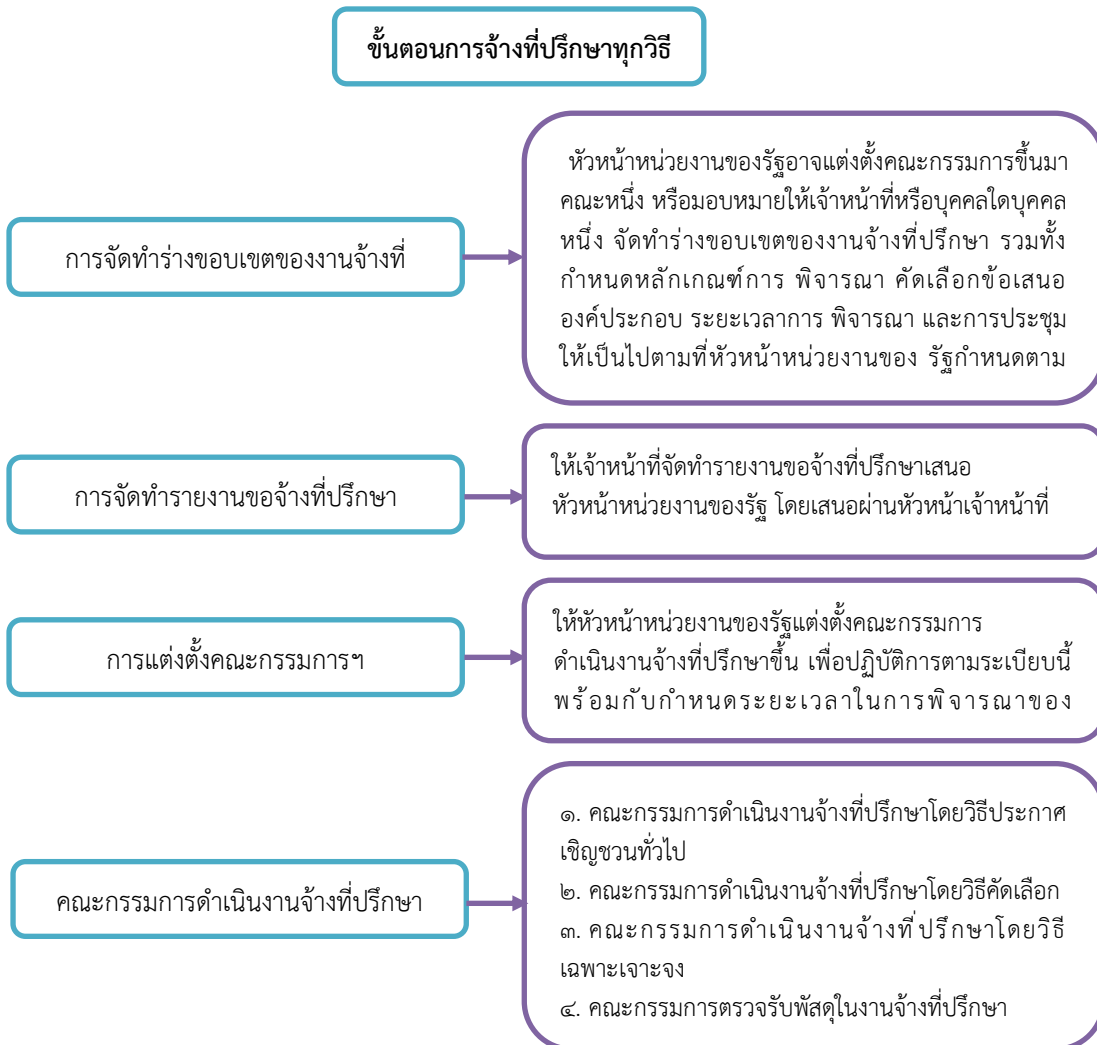 ขั้นตอนการจ้างที่ปรึกษาทุกวิธี
การจัดทำร่างขอบเขตของงานจ้างที่
หัวหน้าหน่วยงานของรัฐอาจแต่งตั้งคณะกรรมการขึ้นมา
คณะหนึ่ง หรือมอบหมายให้เจ้าหน้าที่หรือบุคคลใดบุคคล
หนึ่ง จัดทำร่างขอบเขตของงานจ้างที่ปรึกษา รวมทั้ง
กำหนดหลักเกณฑ์การ พิจารณา คัดเลือกข้อเสนอ
องค์ประกอบ ระยะเวลาการ พิจารณา และการประชุม
ให้เป็นไปตามที่หัวหน้าหน่วยงานของ รัฐกำหนดตาม
การจัดทำรายงานขอจ้างที่ปรึกษา
ให้เจ้าหน้าที่จัดทำรายงานขอจ้างที่ปรึกษาเสนอ
หัวหน้าหน่วยงานของรัฐ โดยเสนอผ่านหัวหน้าเจ้าหน้าที่
การแต่งตั้งคณะกรรมการฯ
ให้หัวหน้าหน่วยงานของรัฐแต่งตั้งคณะกรรมการ
ดำเนินงานจ้างที่ปรึกษาขึ้น เพื่อปฏิบัติการตามระเบียบนี้
พร้อมกับกำหนดระยะเวลาในการพิจารณาของ
คณะกรรมการดำเนินงานจ้างที่ปรึกษา
๑. คณะกรรมการดำเนินงานจ้างที่ปรึกษาโดยวิธีประกาศ
เชิญชวนทั่วไป
๒. คณะกรรมการดำเนินงานจ้างที่ปรึกษาโดยวิธีคัดเลือก
๓. คณะกรรมการดำเนินงานจ้างที่ปรึกษาโดยวิธี
เฉพาะเจาะจง
๔. คณะกรรมการตรวจรับพัสดุในงานจ้างที่ปรึกษา